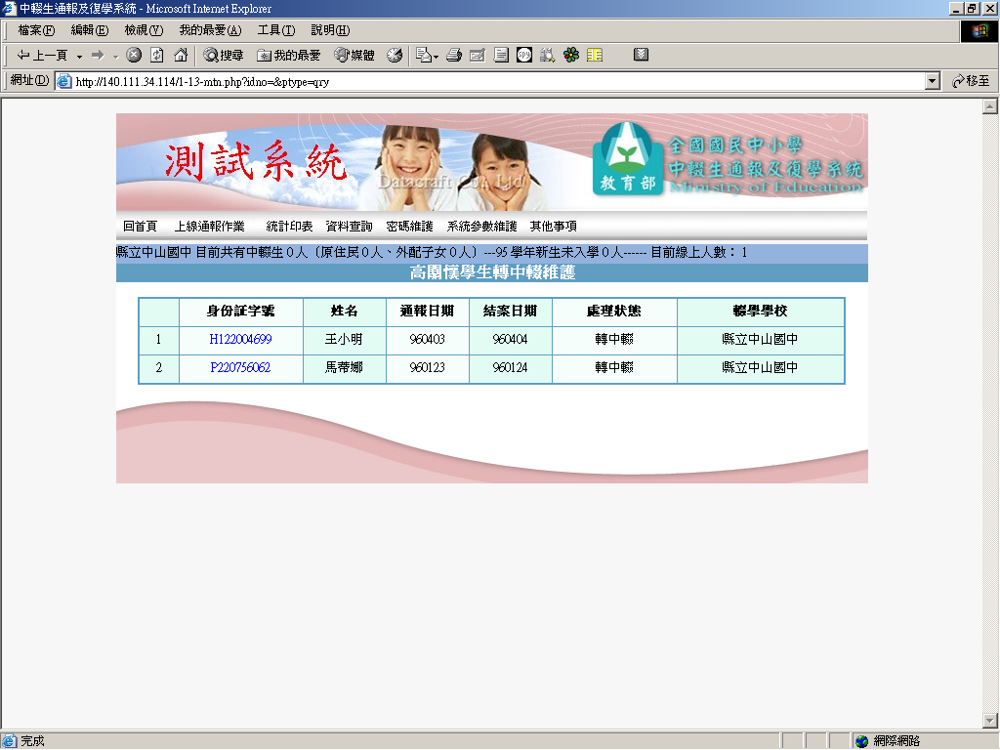 中輟生通報及復學系統 - Microsoft Internet Explorer
檔案(F) 編輯(E) 檢視(V) 我的最愛(A) 工具(T) 說明(H)
上一頁 搜尋 我的最愛 媒體
網址(D) http://140.111.34.114/1-13-mtn.php?idno=&ptype=qry 移至
測試系統
Datacraft Co., Ltd
教育部
全國國民中小學
中輟生通報及復學系統
Ministry of Education
回首頁 上線通報作業 統計印表 資料查詢 密碼維護 系統參數維護 其他事項
縣立中山國中 目前共有中輟生 0 人〔原住民 0 人、外配子女 0 人〕---95 學年新生未入學 0 人------ 目前線上人數： 1
高關懷學生轉中輟維護
身份証字號 姓名 通報日期 結案日期 處理狀態 輟學學校
1 H122004699 王小明 960403 960404 轉中輟 縣立中山國中
2 P220756062 馬蒂娜 960123 960124 轉中輟 縣立中山國中
完成 網際網路